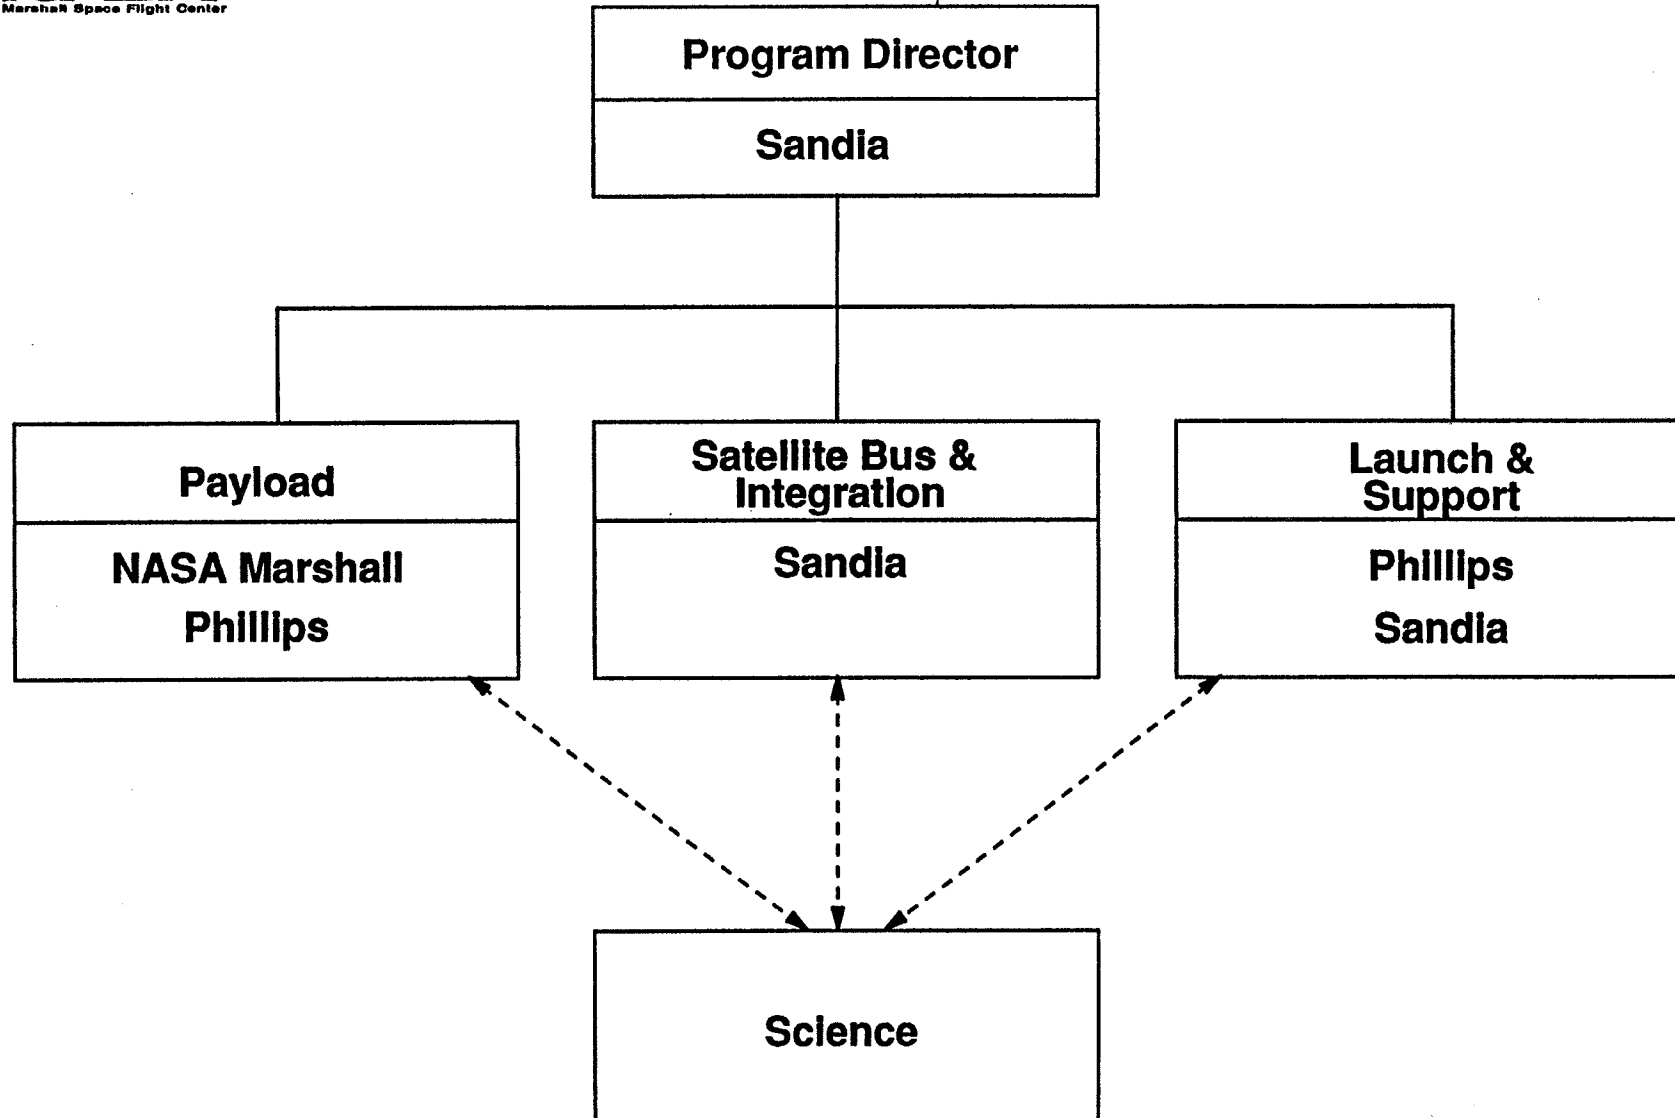 Marshall Space Flight Center
Program Director
Sandia
Payload
NASA Marshall
Phillips
Satellite Bus &
Integration
Sandia
Launch &
Support
Phillips
Sandia
Science